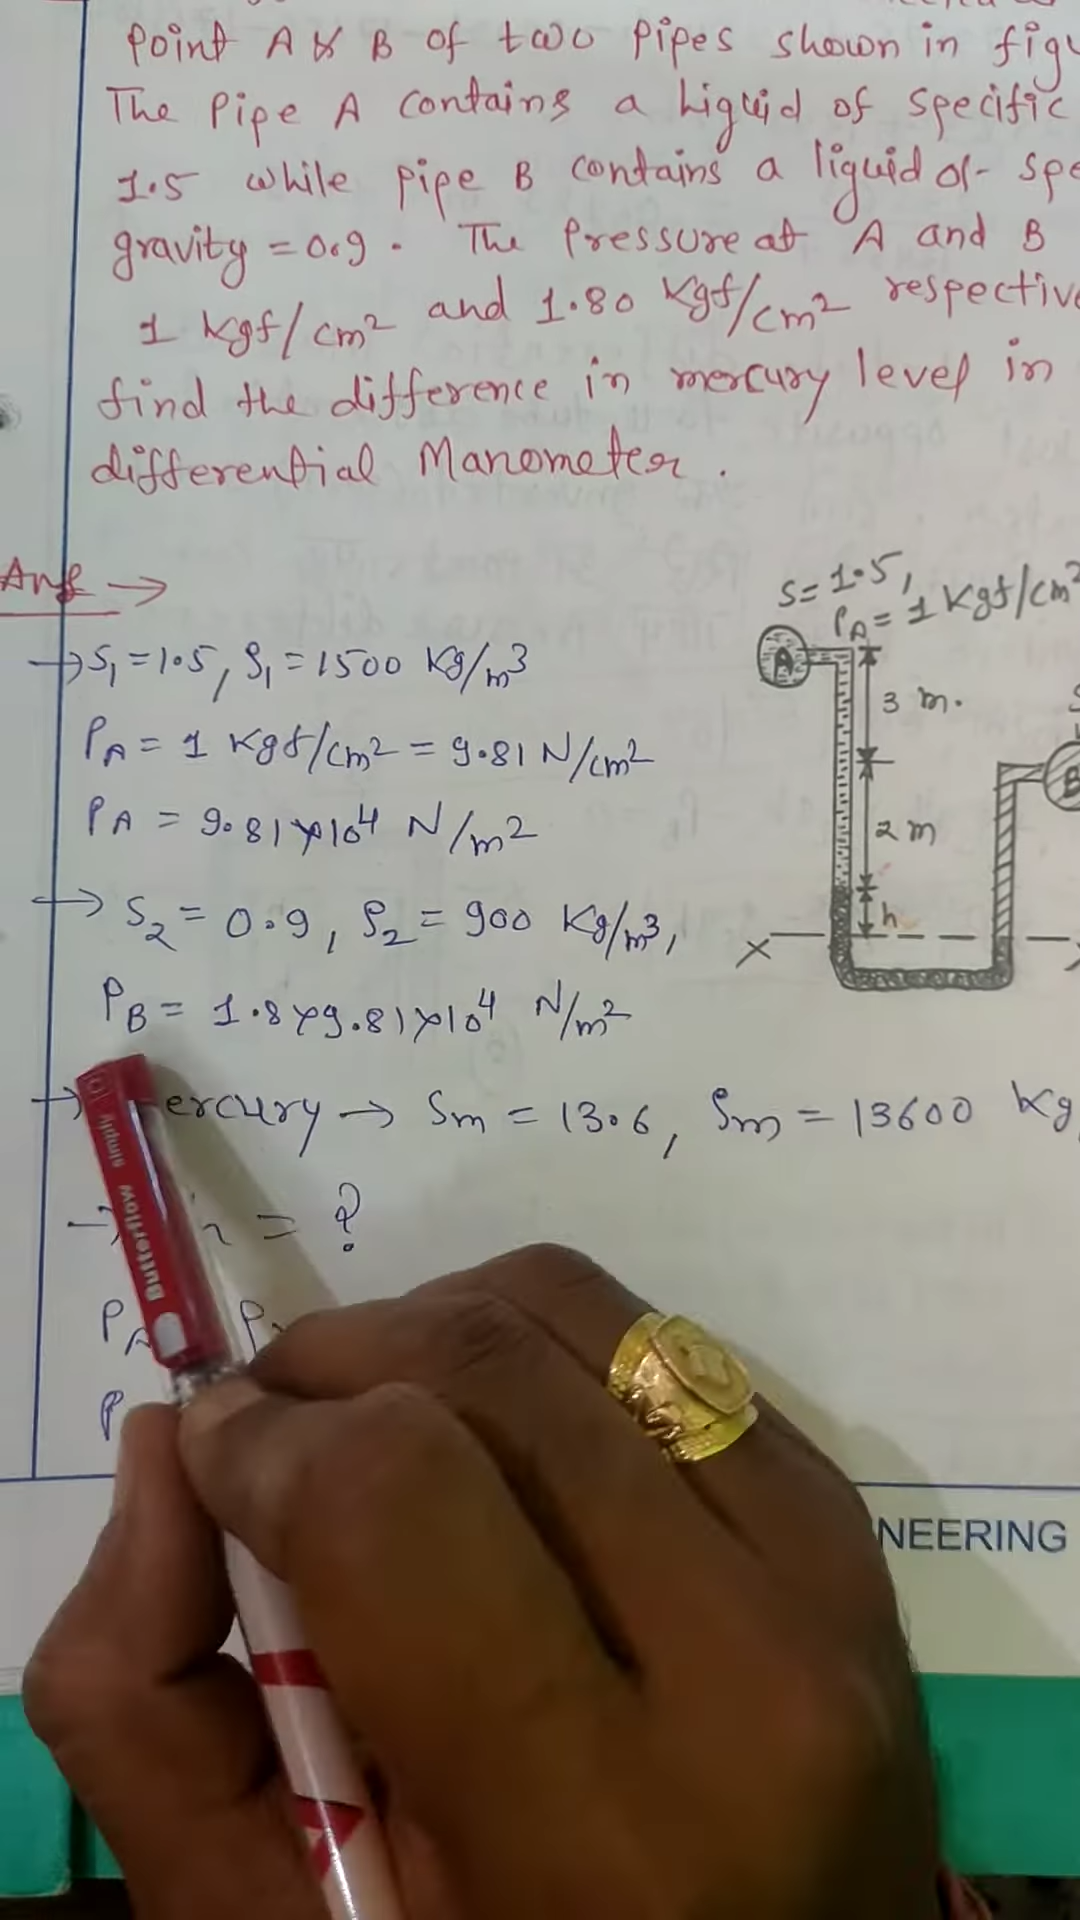 Point A & B of two Pipes shown in
The Pipe A contains a Liquid of Specific
1.5 while Pipe B contains a liquid of
gravity = 0.9. The Pressure at A and B
1 kgf/cm² and 1.80 kgf/cm²
find the difference in mercury level in
differential Manometer.
Ans →
S = 1.5,
PA = 1 kgf/cm²
→ S₁ = 1.5, ρ₁ = 1500 kg/m³
A
3 m.
PA = 1 kgf/cm² = 9.81 N/cm²
B
PA = 9.81×10⁴ N/m²
2 m
→ S₂ = 0.9, ρ₂ = 900 kg/m³,
h
X
PB = 1.8×9.81×10⁴ N/m²
→ ercury → Sm = 13.6, ρm = 13600 kg
→ h = ?
PA
P
Butterflow simplix
NEERING